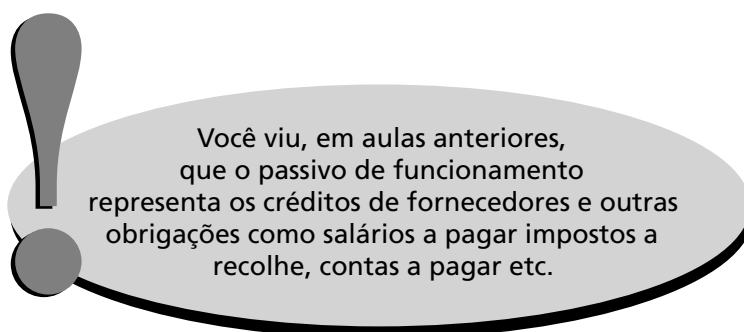 Você viu, em aulas anteriores,
que o passivo de funcionamento
representa os créditos de fornecedores e outras
obrigações como salários a pagar impostos a
recolhe, contas a pagar etc.